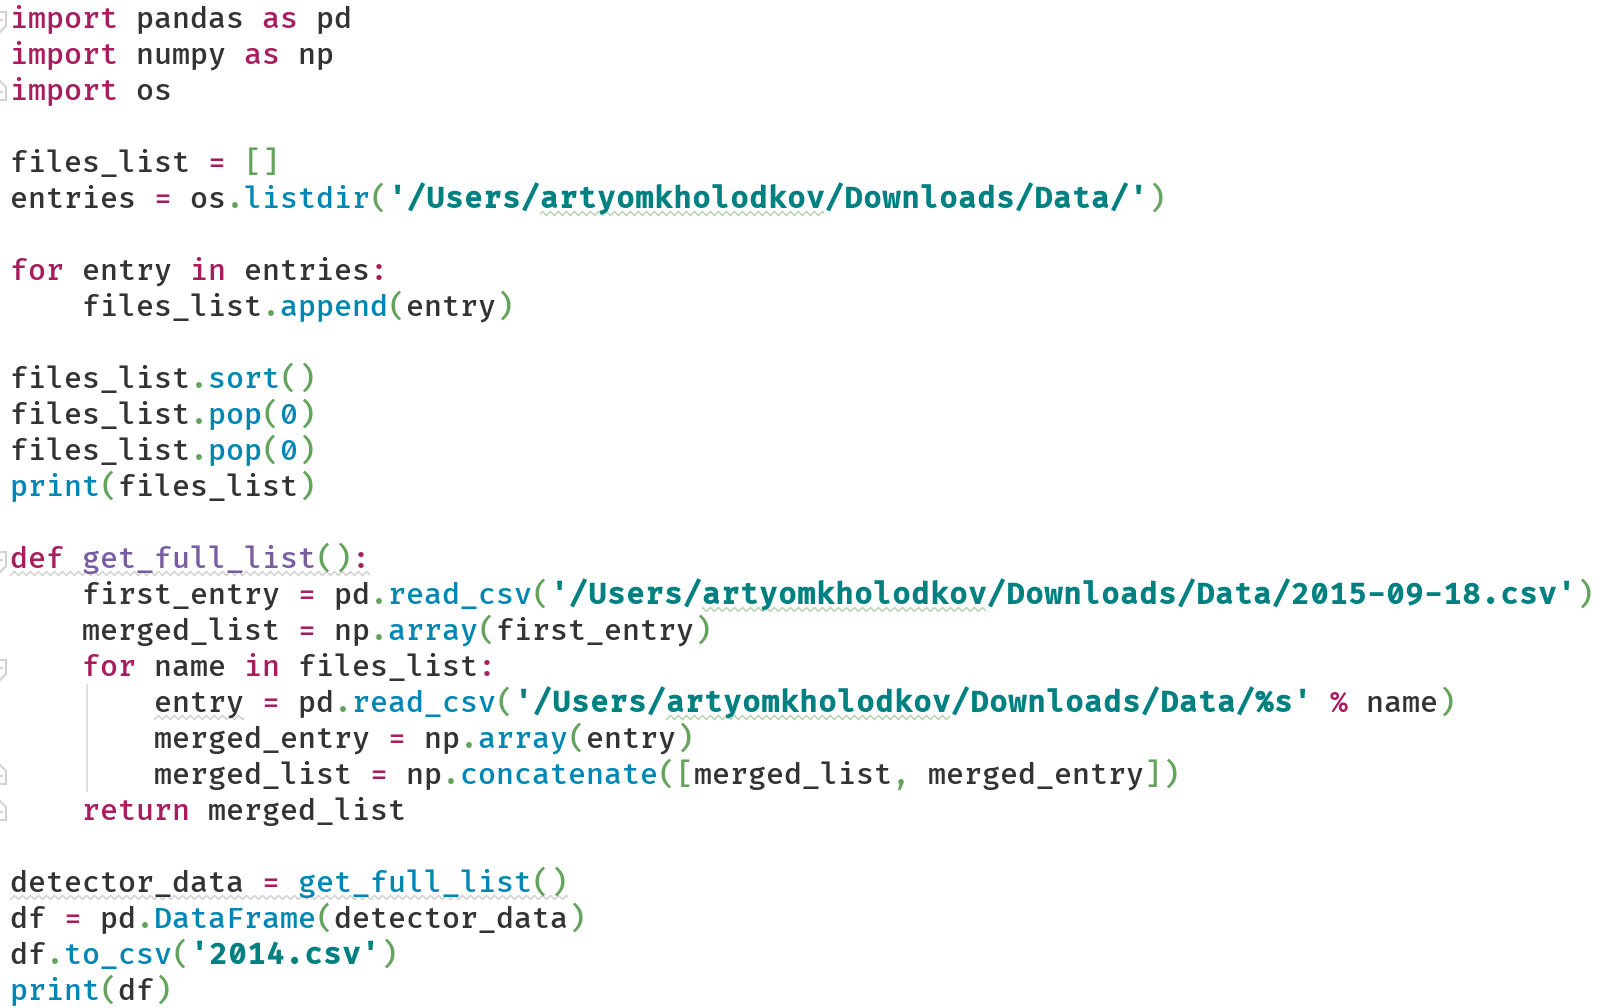 import pandas as pd
import numpy as np
import os

files_list = []
entries = os.listdir('/Users/artyomkholodkov/Downloads/Data/')

for entry in entries:
    files_list.append(entry)

files_list.sort()
files_list.pop(0)
files_list.pop(0)
print(files_list)

def get_full_list():
    first_entry = pd.read_csv('/Users/artyomkholodkov/Downloads/Data/2015-09-18.csv')
    merged_list = np.array(first_entry)
    for name in files_list:
        entry = pd.read_csv('/Users/artyomkholodkov/Downloads/Data/%s' % name)
        merged_entry = np.array(entry)
        merged_list = np.concatenate([merged_list, merged_entry])
    return merged_list

detector_data = get_full_list()
df = pd.DataFrame(detector_data)
df.to_csv('2014.csv')
print(df)